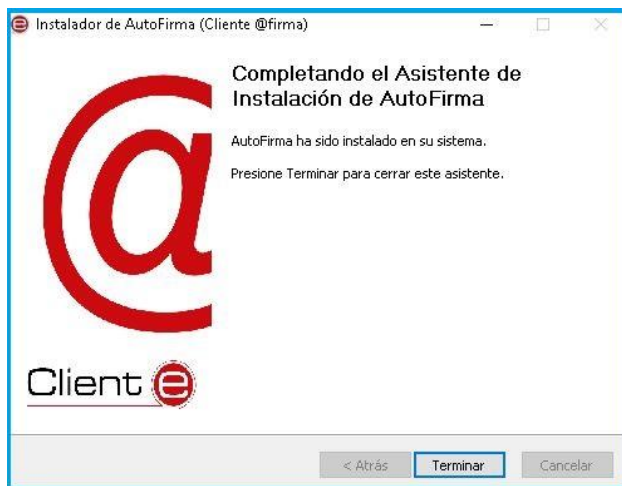 Instalador de AutoFirma (Cliente @firma)
Completando el Asistente de
Instalación de AutoFirma
AutoFirma ha sido instalado en su sistema.
Presione Terminar para cerrar este asistente.
@
Client e
< Atrás Terminar Cancelar